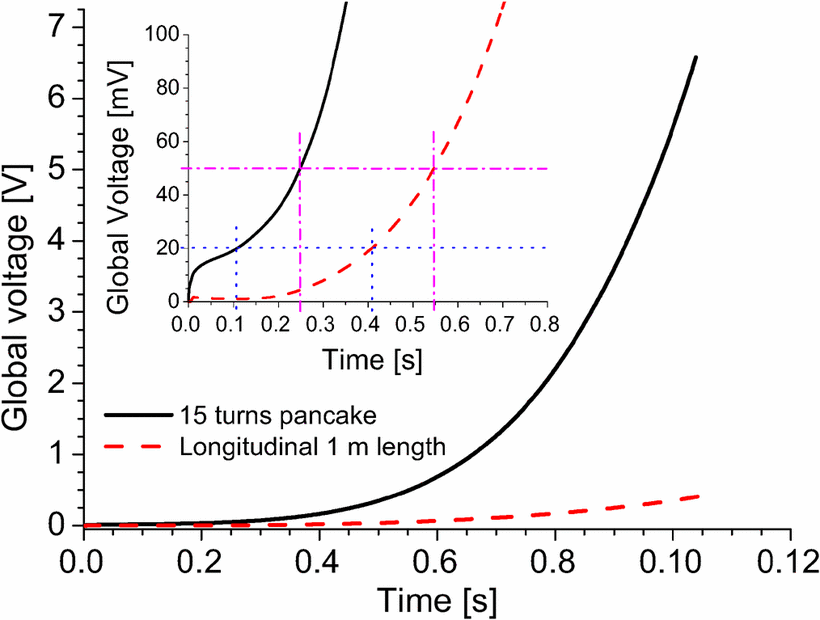 7
6
5
4
3
2
1
0
Global voltage [V]
100
80
60
40
20
0
Global Voltage [mV]
0.0 0.1 0.2 0.3 0.4 0.5 0.6 0.7 0.8
Time [s]
15 turns pancake
Longitudinal 1 m length
0.0 0.2 0.4 0.6 0.8 0.10 0.12
Time [s]